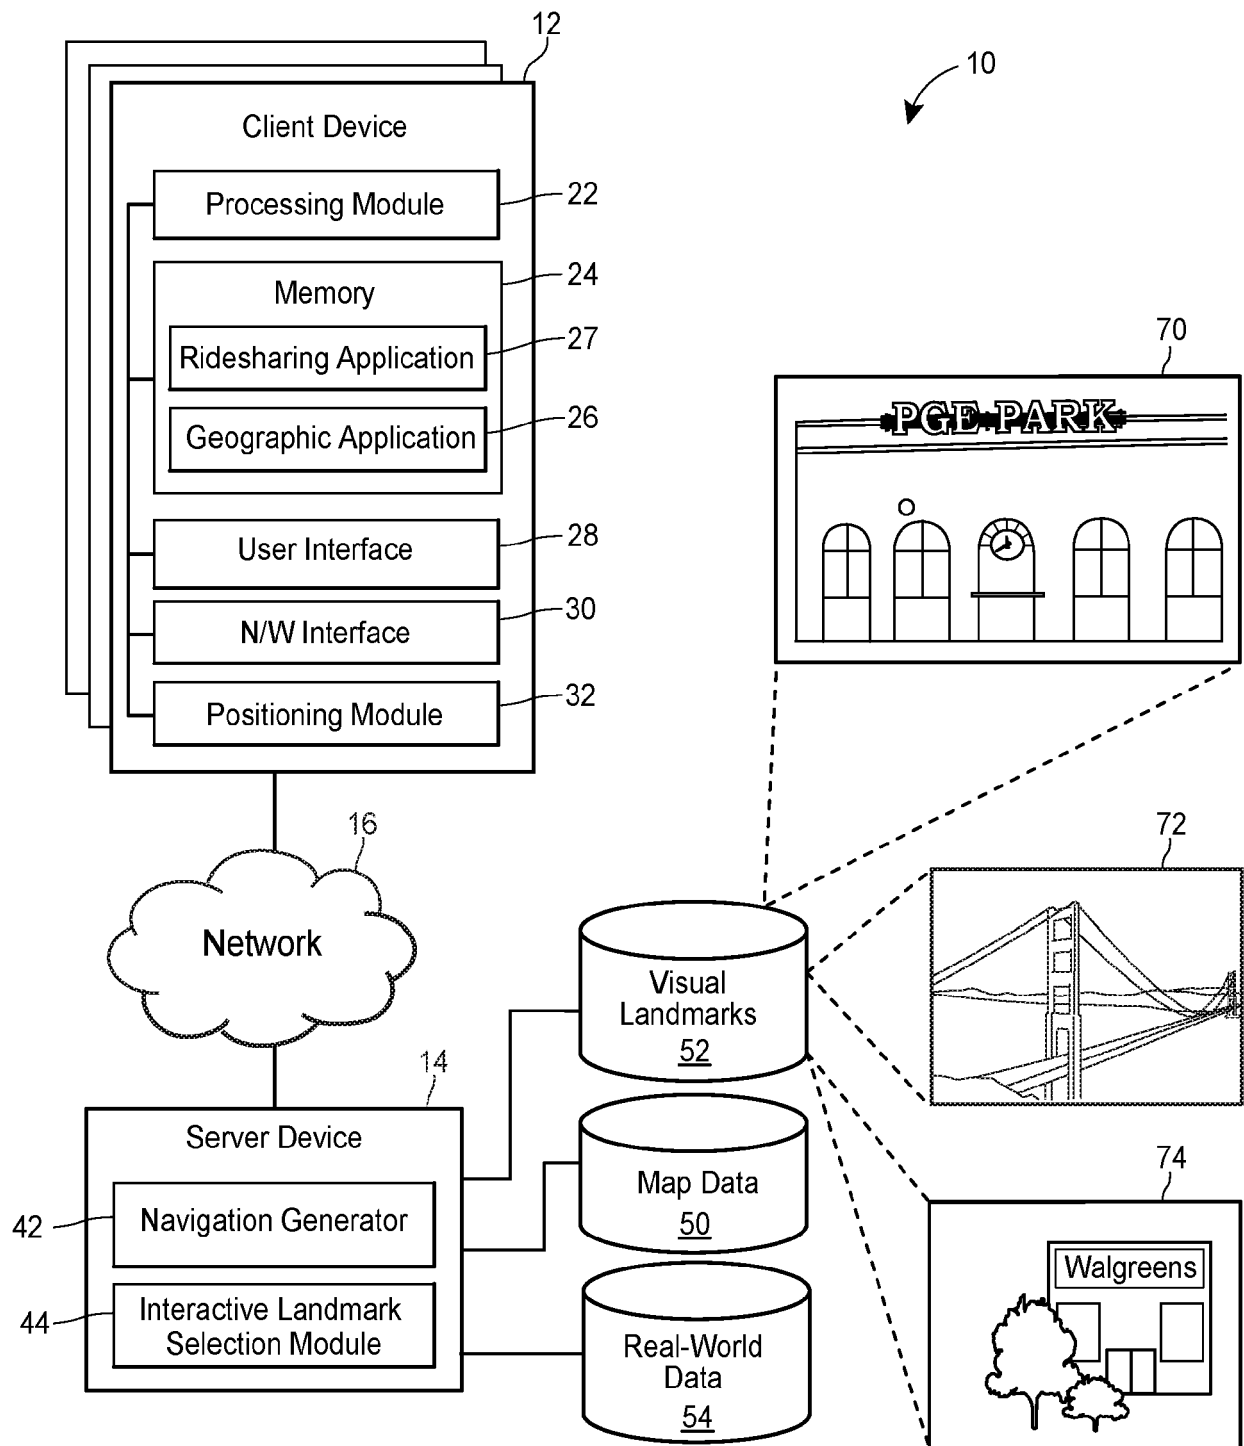 12
10
Client Device
Processing Module
22
Memory
24
Ridesharing Application
27
Geographic Application
26
User Interface
28
N/W Interface
30
Positioning Module
32
70
PGE PARK
16
Network
72
Visual
Landmarks
52
14
Server Device
Navigation Generator
42
Interactive Landmark
Selection Module
44
Map Data
50
Real-World
Data
54
74
Walgreens